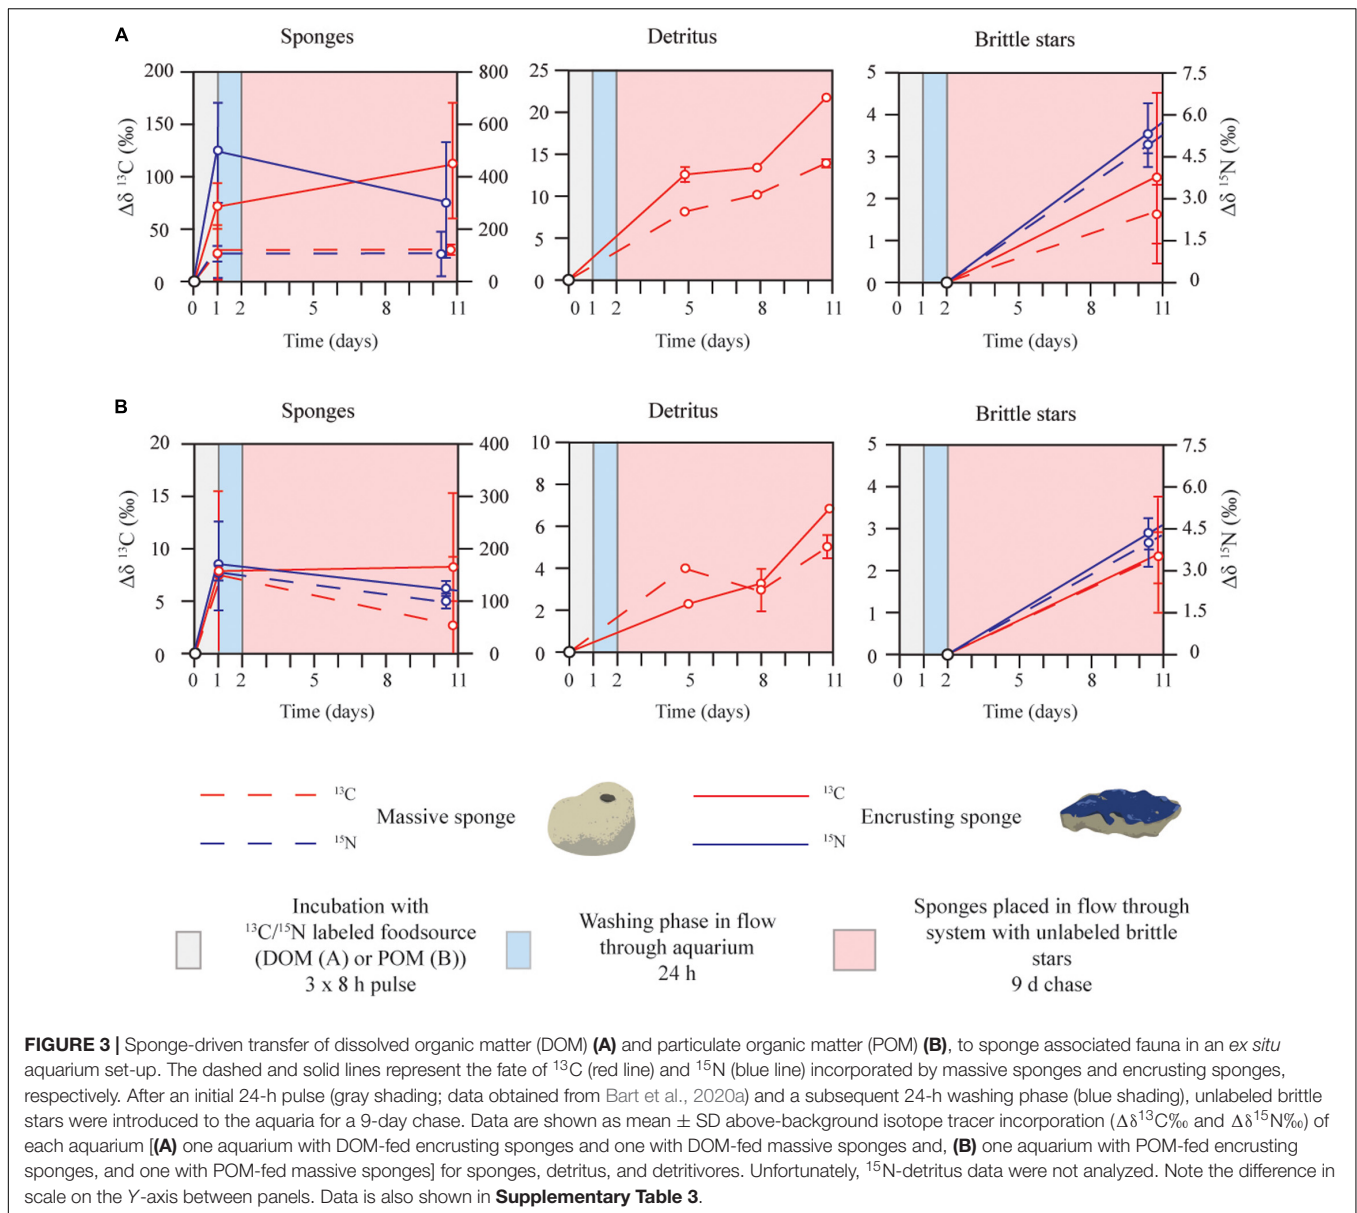 A
Sponges
Detritus
Brittle stars
200
150
100
50
0
Δδ ¹³C (‰)
800
600
400
200
0
0 1 2 5 8 11
Time (days)
25
20
15
10
5
0
0 1 2 5 8 11
Time (days)
5
4
3
2
1
0
7.5
6.0
4.5
3.0
1.5
0
Δδ ¹⁵N (‰)
0 1 2 5 8 11
Time (days)
B
Sponges
Detritus
Brittle stars
20
15
10
5
0
Δδ ¹³C (‰)
400
300
200
100
0
0 1 2 5 8 11
Time (days)
10
8
6
4
2
0
0 1 2 5 8 11
Time (days)
5
4
3
2
1
0
7.5
6.0
4.5
3.0
1.5
0
Δδ ¹⁵N (‰)
0 1 2 5 8 11
Time (days)
¹³C
¹⁵N
Massive sponge
¹³C
¹⁵N
Encrusting sponge
Incubation with
¹³C/¹⁵N labeled foodsource
(DOM (A) or POM (B))
3 x 8 h pulse
Washing phase in flow
through aquarium
24 h
Sponges placed in flow through
system with unlabeled brittle
stars
9 d chase
FIGURE 3 | Sponge-driven transfer of dissolved organic matter (DOM) (A) and particulate organic matter (POM) (B), to sponge associated fauna in an ex situ
aquarium set-up. The dashed and solid lines represent the fate of ¹³C (red line) and ¹⁵N (blue line) incorporated by massive sponges and encrusting sponges,
respectively. After an initial 24-h pulse (gray shading; data obtained from Bart et al., 2020a) and a subsequent 24-h washing phase (blue shading), unlabeled brittle
stars were introduced to the aquaria for a 9-day chase. Data are shown as mean ± SD above-background isotope tracer incorporation (Δδ¹³C‰ and Δδ¹⁵N‰) of
each aquarium [(A) one aquarium with DOM-fed encrusting sponges and one with DOM-fed massive sponges and, (B) one aquarium with POM-fed encrusting
sponges, and one with POM-fed massive sponges] for sponges, detritus, and detritivores. Unfortunately, ¹⁵N-detritus data were not analyzed. Note the difference in
scale on the Y-axis between panels. Data is also shown in Supplementary Table 3.